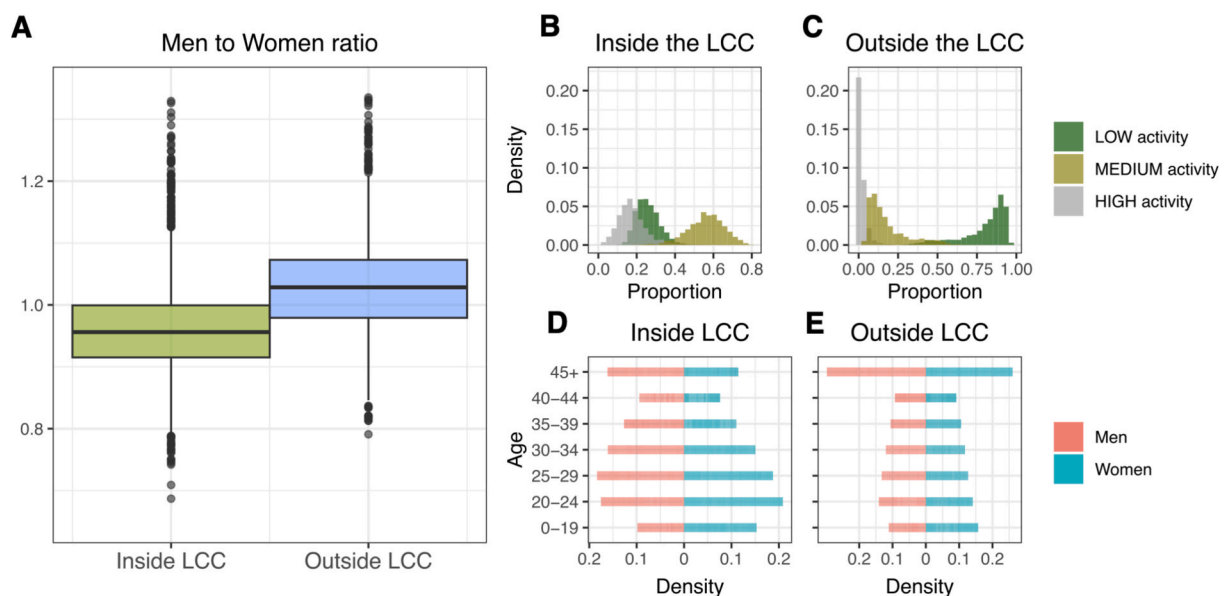 A
Men to Women ratio
1.2
1.0
0.8
Inside LCC
Outside LCC
B
Inside the LCC
Density
0.20
0.15
0.10
0.05
0.00
0.0 0.2 0.4 0.6 0.8
Proportion
C
Outside the LCC
0.20
0.15
0.10
0.05
0.00
0.00 0.25 0.50 0.75 1.00
Proportion
LOW activity
MEDIUM activity
HIGH activity
D
Inside LCC
Age
45+
40−44
35−39
30−34
25−29
20−24
0−19
0.2 0.1 0 0.1 0.2
Density
E
Outside LCC
0.2 0.1 0 0.1 0.2
Density
Men
Women